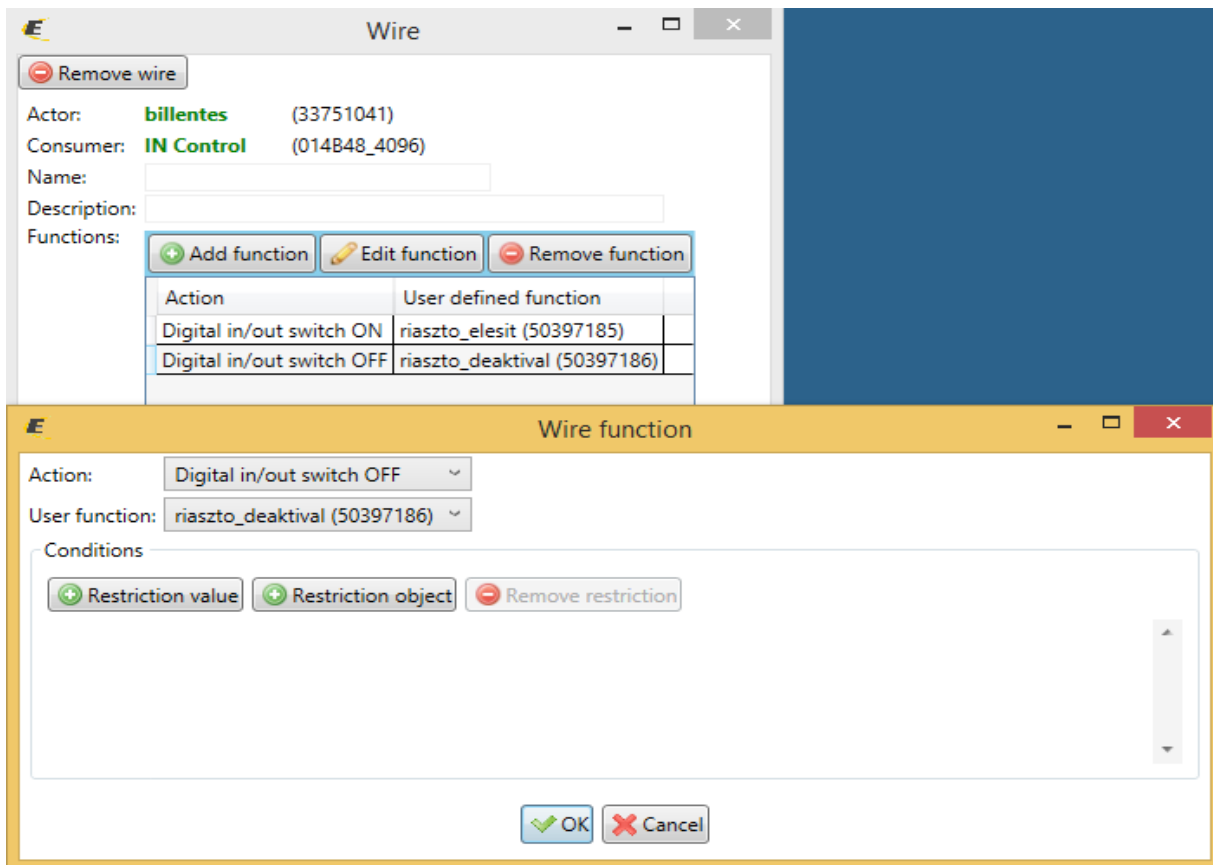 Wire
Remove wire
Actor: billentes (33751041)
Consumer: IN Control (014B48_4096)
Name:
Description:
Functions:
Add function Edit function Remove function
Action User defined function
Digital in/out switch ON riaszto_elesit (50397185)
Digital in/out switch OFF riaszto_deaktival (50397186)
Wire function
Action: Digital in/out switch OFF
User function: riaszto_deaktival (50397186)
Conditions
Restriction value Restriction object Remove restriction
OK Cancel